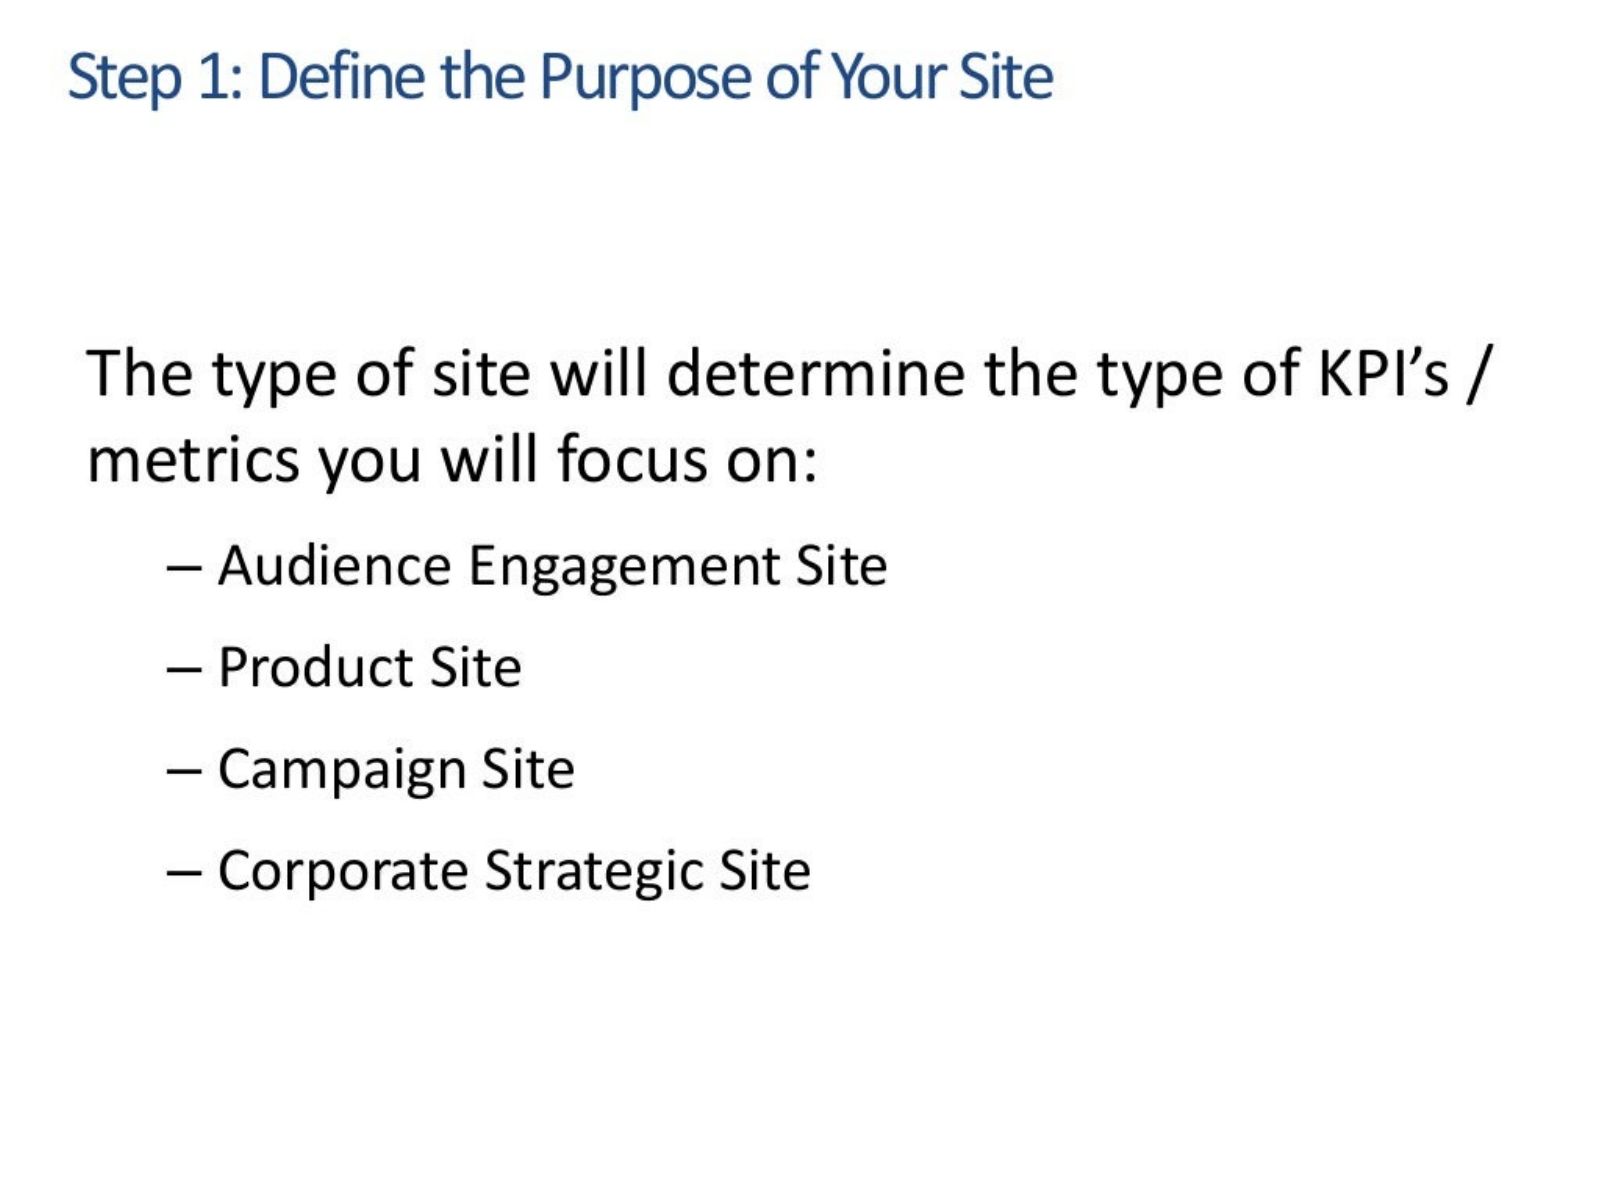 Step 1: Define the Purpose of Your Site
The type of site will determine the type of KPI’s /
metrics you will focus on:
– Audience Engagement Site
– Product Site
– Campaign Site
– Corporate Strategic Site